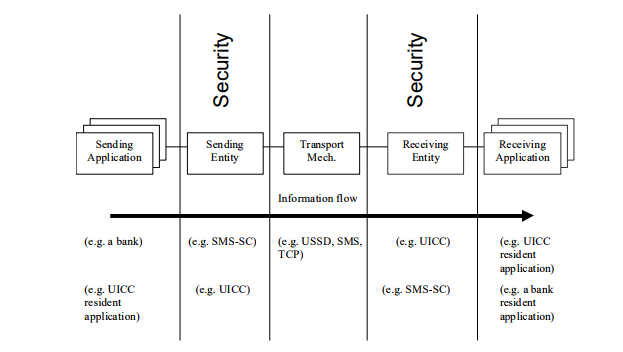 Security
Security
Sending
Application
Sending
Entity
Transport
Mech.
Receiving
Entity
Receiving
Application
Information flow
(e.g. a bank)
(e.g. SMS-SC)
(e.g. USSD, SMS,
TCP)
(e.g. UICC)
(e.g. UICC
resident
application)
(e.g. UICC
resident
application)
(e.g. UICC)
(e.g. SMS-SC)
(e.g. a bank
resident
application)